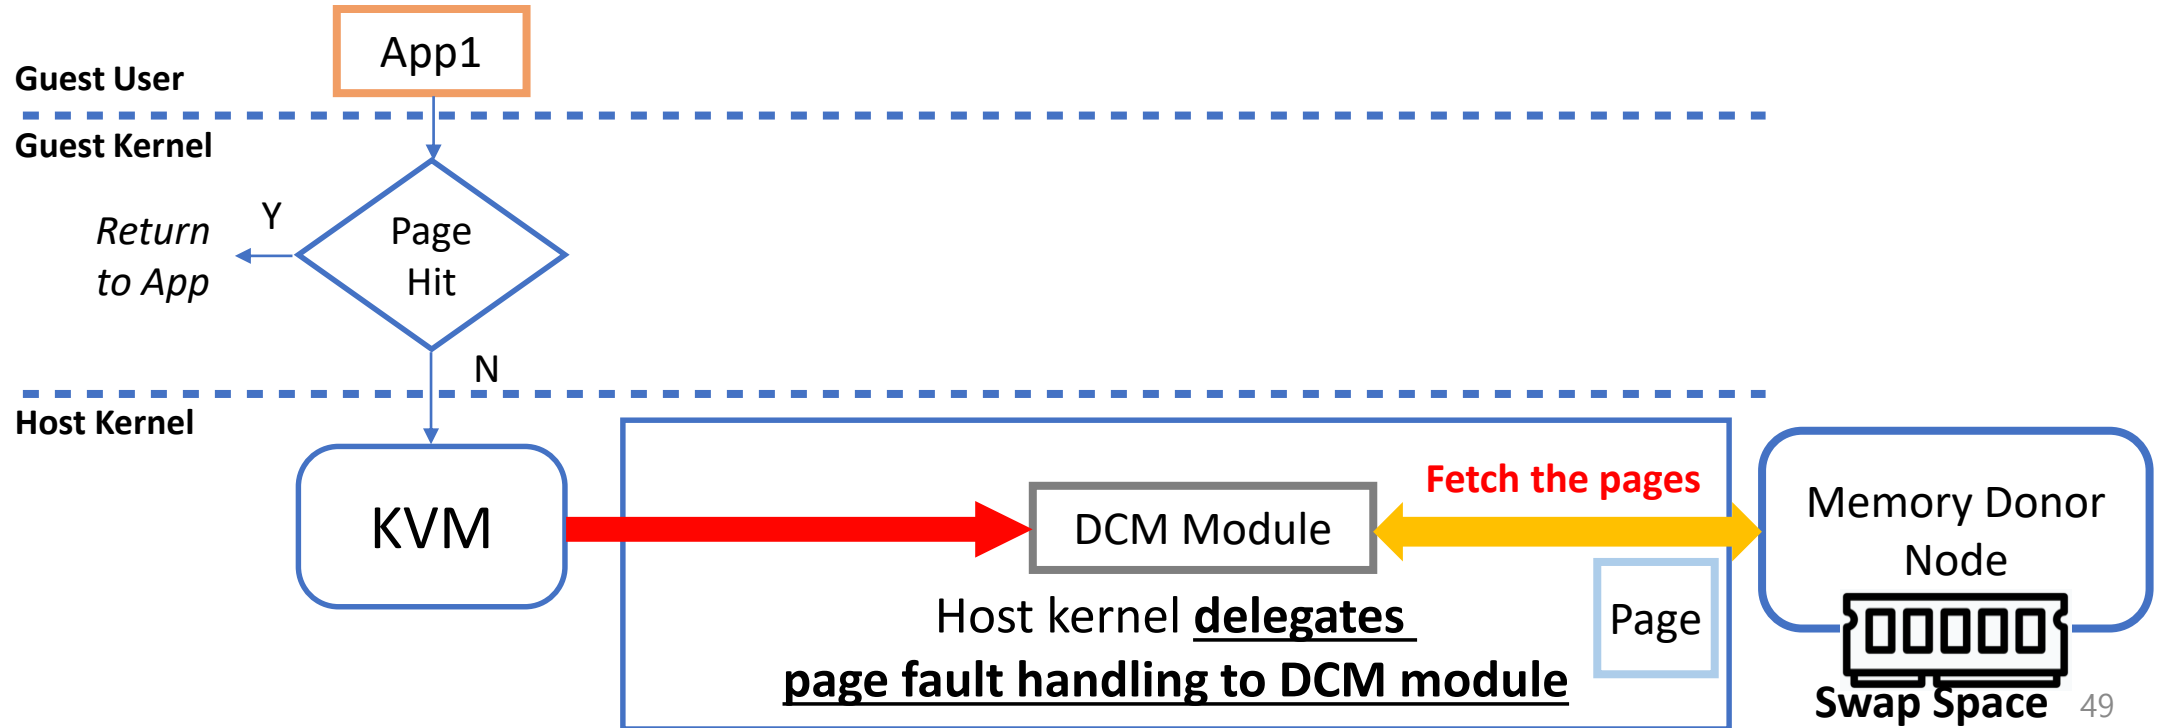 App1
Guest User
Guest Kernel
Y
Return
to App
Page
Hit
N
Host Kernel
KVM
DCM Module
Fetch the pages
Memory Donor
Node
Host kernel delegates
page fault handling to DCM module
Page
Swap Space
49